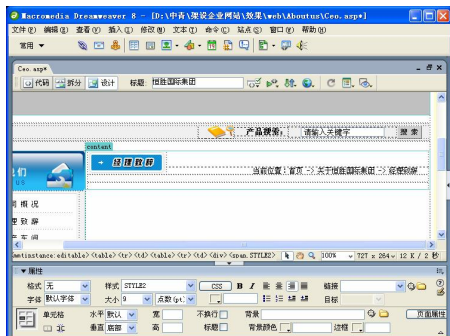 Macromedia Dreamweaver 8 - [D:\中青\架设企业网站\效果\web\Aboutus\Ceo.asp*]
文件(F) 编辑(E) 查看(V) 插入(I) 修改(M) 文本(T) 命令(C) 站点(S) 窗口(W) 帮助(H)
常用
Ceo.asp*
代码 拆分 设计 标题: 恒胜国际集团
产品搜索: 请输入关键字 搜 索
contant
经理致辞
当前位置:首页 -> 关于恒胜国际集团 -> 经理致辞
们
US
概况
理致辞
<mmtinstance:editable><table><tr><td><table><tr><td><div><span.STYLE2> 100% 727 x 264 12 K / 2 秒
属性
格式 无 样式 STYLE2 CSS B I 链接
字体 默认字体 大小 9 点数(pt) 目标
单元格 水平 默认 宽 不换行 背景 页面属性
垂直 底部 高 标题 背景颜色 边框